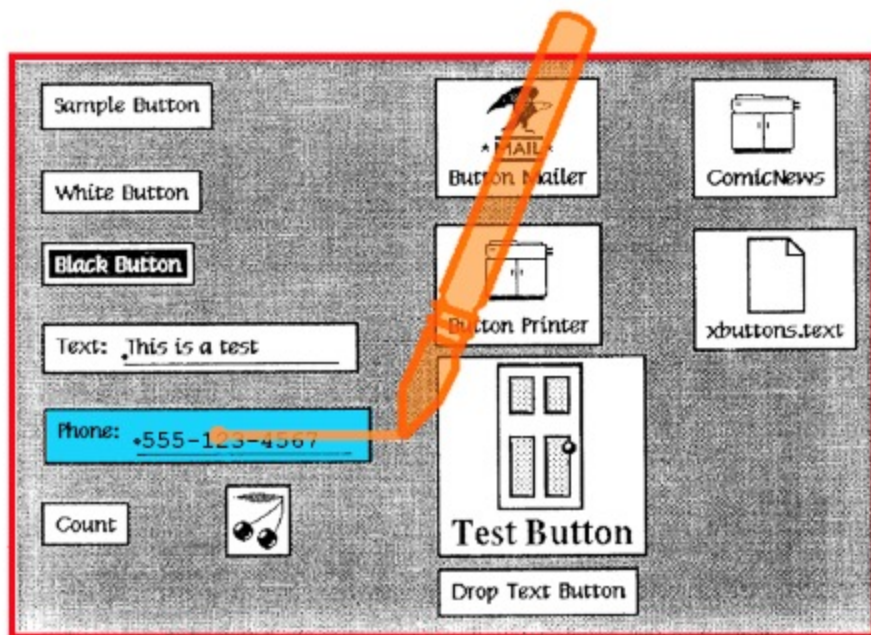 Sample Button
White Button
Black Button
Text: This is a test
Phone: 555-123-4567
Count
MAIL
Button Mailer
Button Printer
Test Button
Drop Text Button
ComicNews
xbuttons.text